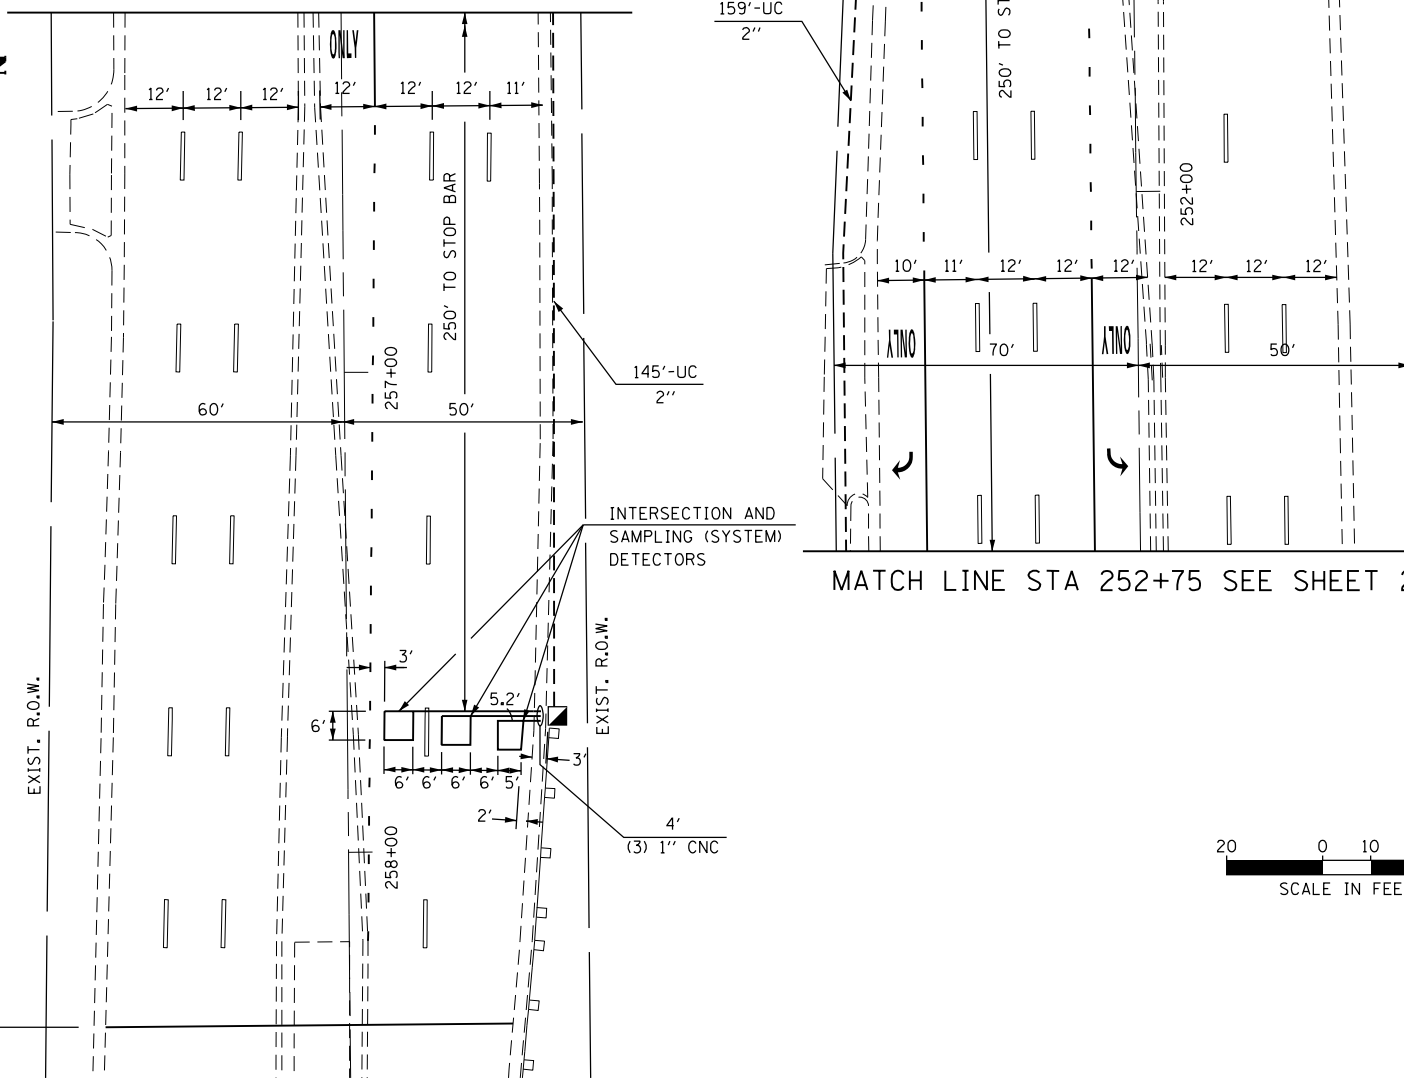 N
ONLY
12' 12' 12' 12' 12' 12' 11'
250' TO STOP BAR
257+00
145'-UC
2''
60' 50'
INTERSECTION AND
SAMPLING (SYSTEM)
DETECTORS
EXIST. R.O.W.
EXIST. R.O.W.
3'
5.2'
6'
3'
6' 6' 6' 6' 5'
2'
4'
(3) 1'' CNC
258+00
159'-UC
2''
250' TO ST
252+00
10' 11' 12' 12' 12' 12' 12' 12'
ONLY
ONLY
70' 50'
MATCH LINE STA 252+75 SEE SHEET 2
20 0 10
SCALE IN FEE